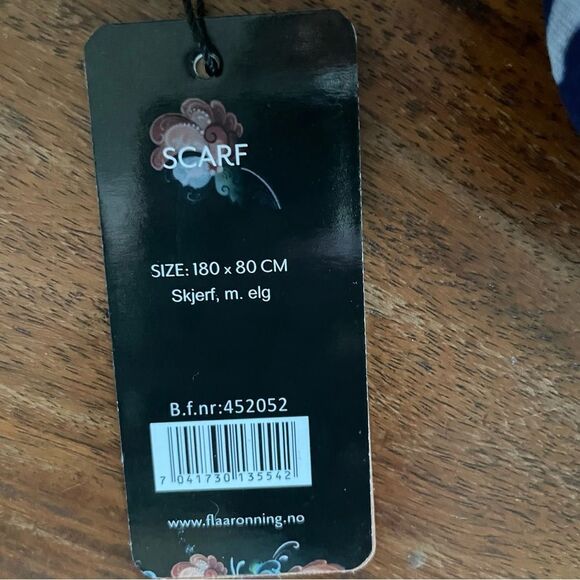 SCARF
SIZE: 180 x 80 CM
Skjerf, m. elg
B.f.nr:452052
7 041730 135542
www.flaaronning.no